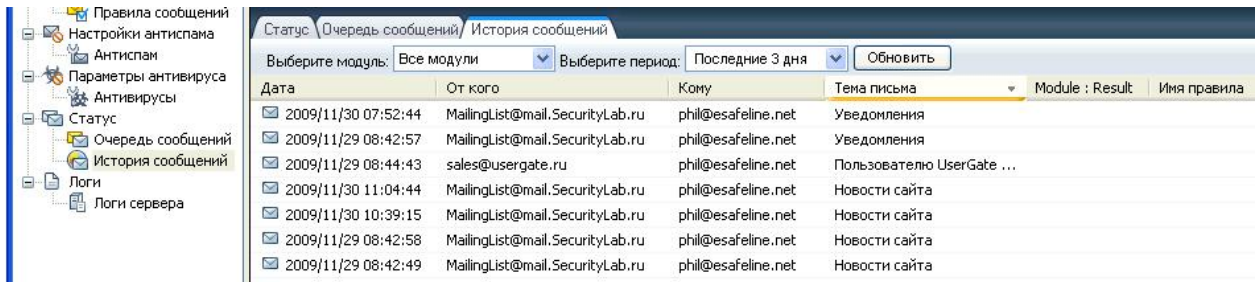 Правила сообщений
Настройки антиспама
Антиспам
Параметры антивируса
Антивирусы
Статус
Очередь сообщений
История сообщений
Логи
Логи сервера
Статус Очередь сообщений История сообщений
Выберите модуль: Все модули Выберите период: Последние 3 дня Обновить
Дата От кого Кому Тема письма Module : Result Имя правила
2009/11/30 07:52:44 MailingList@mail.SecurityLab.ru phil@esafeline.net Уведомления
2009/11/29 08:42:57 MailingList@mail.SecurityLab.ru phil@esafeline.net Уведомления
2009/11/29 08:44:43 sales@usergate.ru phil@esafeline.net Пользователю UserGate ...
2009/11/30 11:04:44 MailingList@mail.SecurityLab.ru phil@esafeline.net Новости сайта
2009/11/30 10:39:15 MailingList@mail.SecurityLab.ru phil@esafeline.net Новости сайта
2009/11/29 08:42:58 MailingList@mail.SecurityLab.ru phil@esafeline.net Новости сайта
2009/11/29 08:42:49 MailingList@mail.SecurityLab.ru phil@esafeline.net Новости сайта